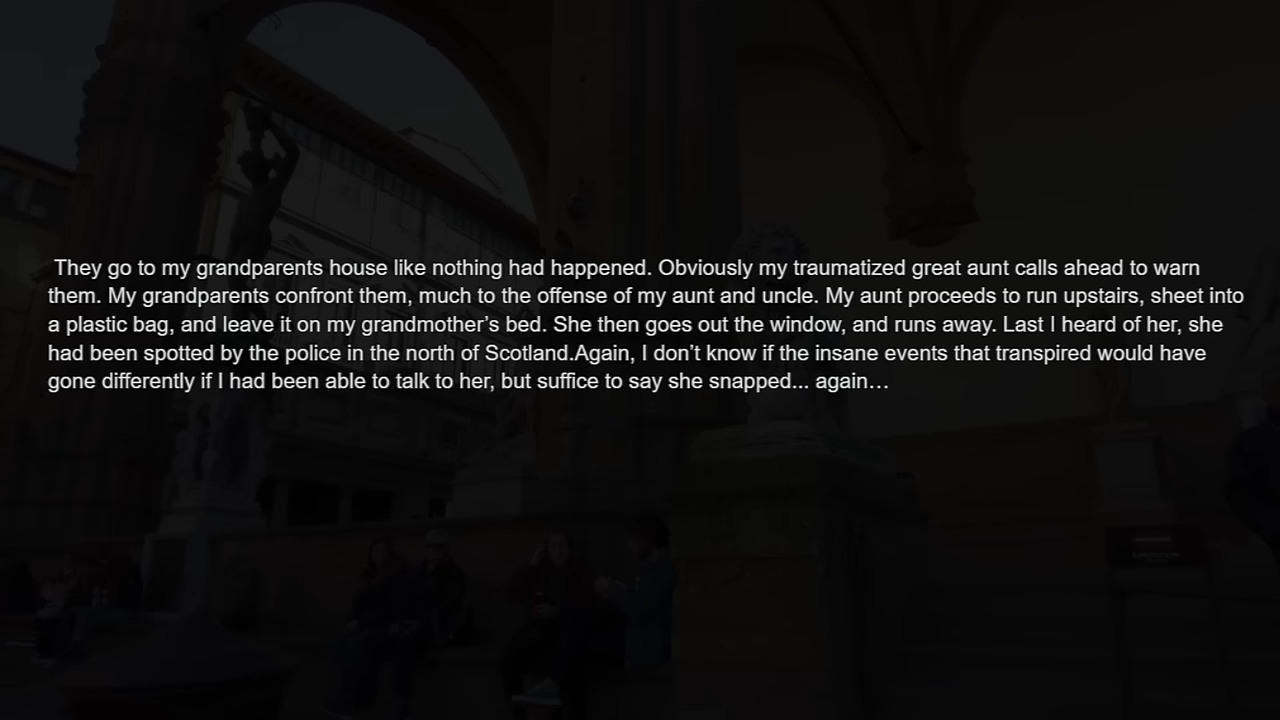 They go to my grandparents house like nothing had happened. Obviously my traumatized great aunt calls ahead to warn
them. My grandparents confront them, much to the offense of my aunt and uncle. My aunt proceeds to run upstairs, sheet into
a plastic bag, and leave it on my grandmother’s bed. She then goes out the window, and runs away. Last I heard of her, she
had been spotted by the police in the north of Scotland.Again, I don’t know if the insane events that transpired would have
gone differently if I had been able to talk to her, but suffice to say she snapped... again…